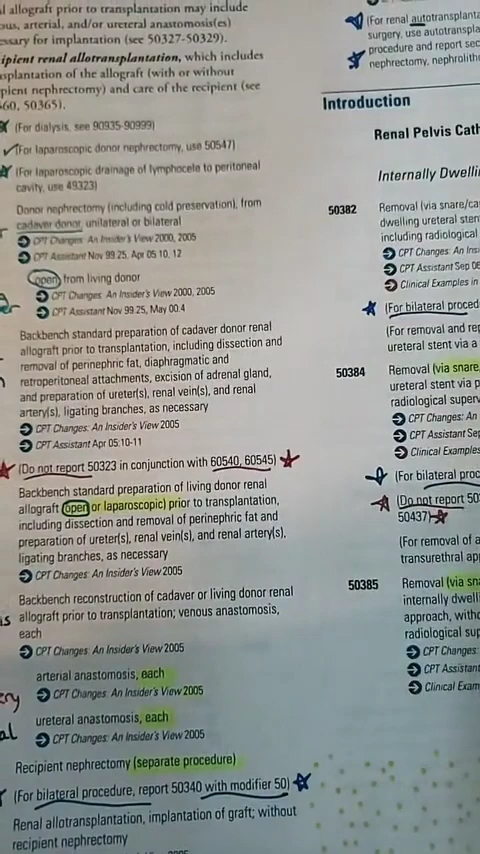 l allograft prior to transplantation may include
ous, arterial, and/or ureteral anastomosis(es)
essary for implantation (see 50327-50329).
ipient renal allotransplantation, which includes
splantation of the allograft (with or without
pient nephrectomy) and care of the recipient (see
60, 50365).
(For dialysis, see 90935-90999)
(For laparoscopic donor nephrectomy, use 50547)
(For laparoscopic drainage of lymphocele to peritoneal
cavity, use 49323)
Donor nephrectomy (including cold preservation), from
cadaver donor, unilateral or bilateral
CPT Changes: An Insider's View 2000, 2005
CPT Assistant Nov 99:25, Apr 05:10, 12
open, from living donor
CPT Changes: An Insider's View 2000, 2005
CPT Assistant Nov 99:25, May 00:4
Backbench standard preparation of cadaver donor renal
allograft prior to transplantation, including dissection and
removal of perinephric fat, diaphragmatic and
retroperitoneal attachments, excision of adrenal gland,
and preparation of ureter(s), renal vein(s), and renal
artery(s), ligating branches, as necessary
CPT Changes: An Insider's View 2005
CPT Assistant Apr 05:10-11
(Do not report 50323 in conjunction with 60540, 60545)
Backbench standard preparation of living donor renal
allograft (open or laparoscopic) prior to transplantation,
including dissection and removal of perinephric fat and
preparation of ureter(s), renal vein(s), and renal artery(s),
ligating branches, as necessary
CPT Changes: An Insider's View 2005
Backbench reconstruction of cadaver or living donor renal
is allograft prior to transplantation; venous anastomosis,
each
CPT Changes: An Insider's View 2005
arterial anastomosis, each
ery CPT Changes: An Insider's View 2005
ureteral anastomosis, each
al CPT Changes: An Insider's View 2005
Recipient nephrectomy (separate procedure)
(For bilateral procedure, report 50340 with modifier 50)
Renal allotransplantation, implantation of graft; without
recipient nephrectomy
(For renal autotransplanta
surgery, use autotranspla
procedure and report sec
nephrectomy, nephrolith
Introduction
Renal Pelvis Cath
Internally Dwelli
50382 Removal (via snare/ca
dwelling ureteral sten
including radiological
CPT Changes: An Ins
CPT Assistant Sep 06
Clinical Examples in
(For bilateral proced
(For removal and rep
ureteral stent via a
50384 Removal (via snare
ureteral stent via p
radiological superv
CPT Changes: An
CPT Assistant Sep
Clinical Examples
(For bilateral proc
(Do not report 50
50437)
(For removal of a
transurethral app
50385 Removal (via sna
internally dwell
approach, witho
radiological sup
CPT Changes:
CPT Assistant
Clinical Exam